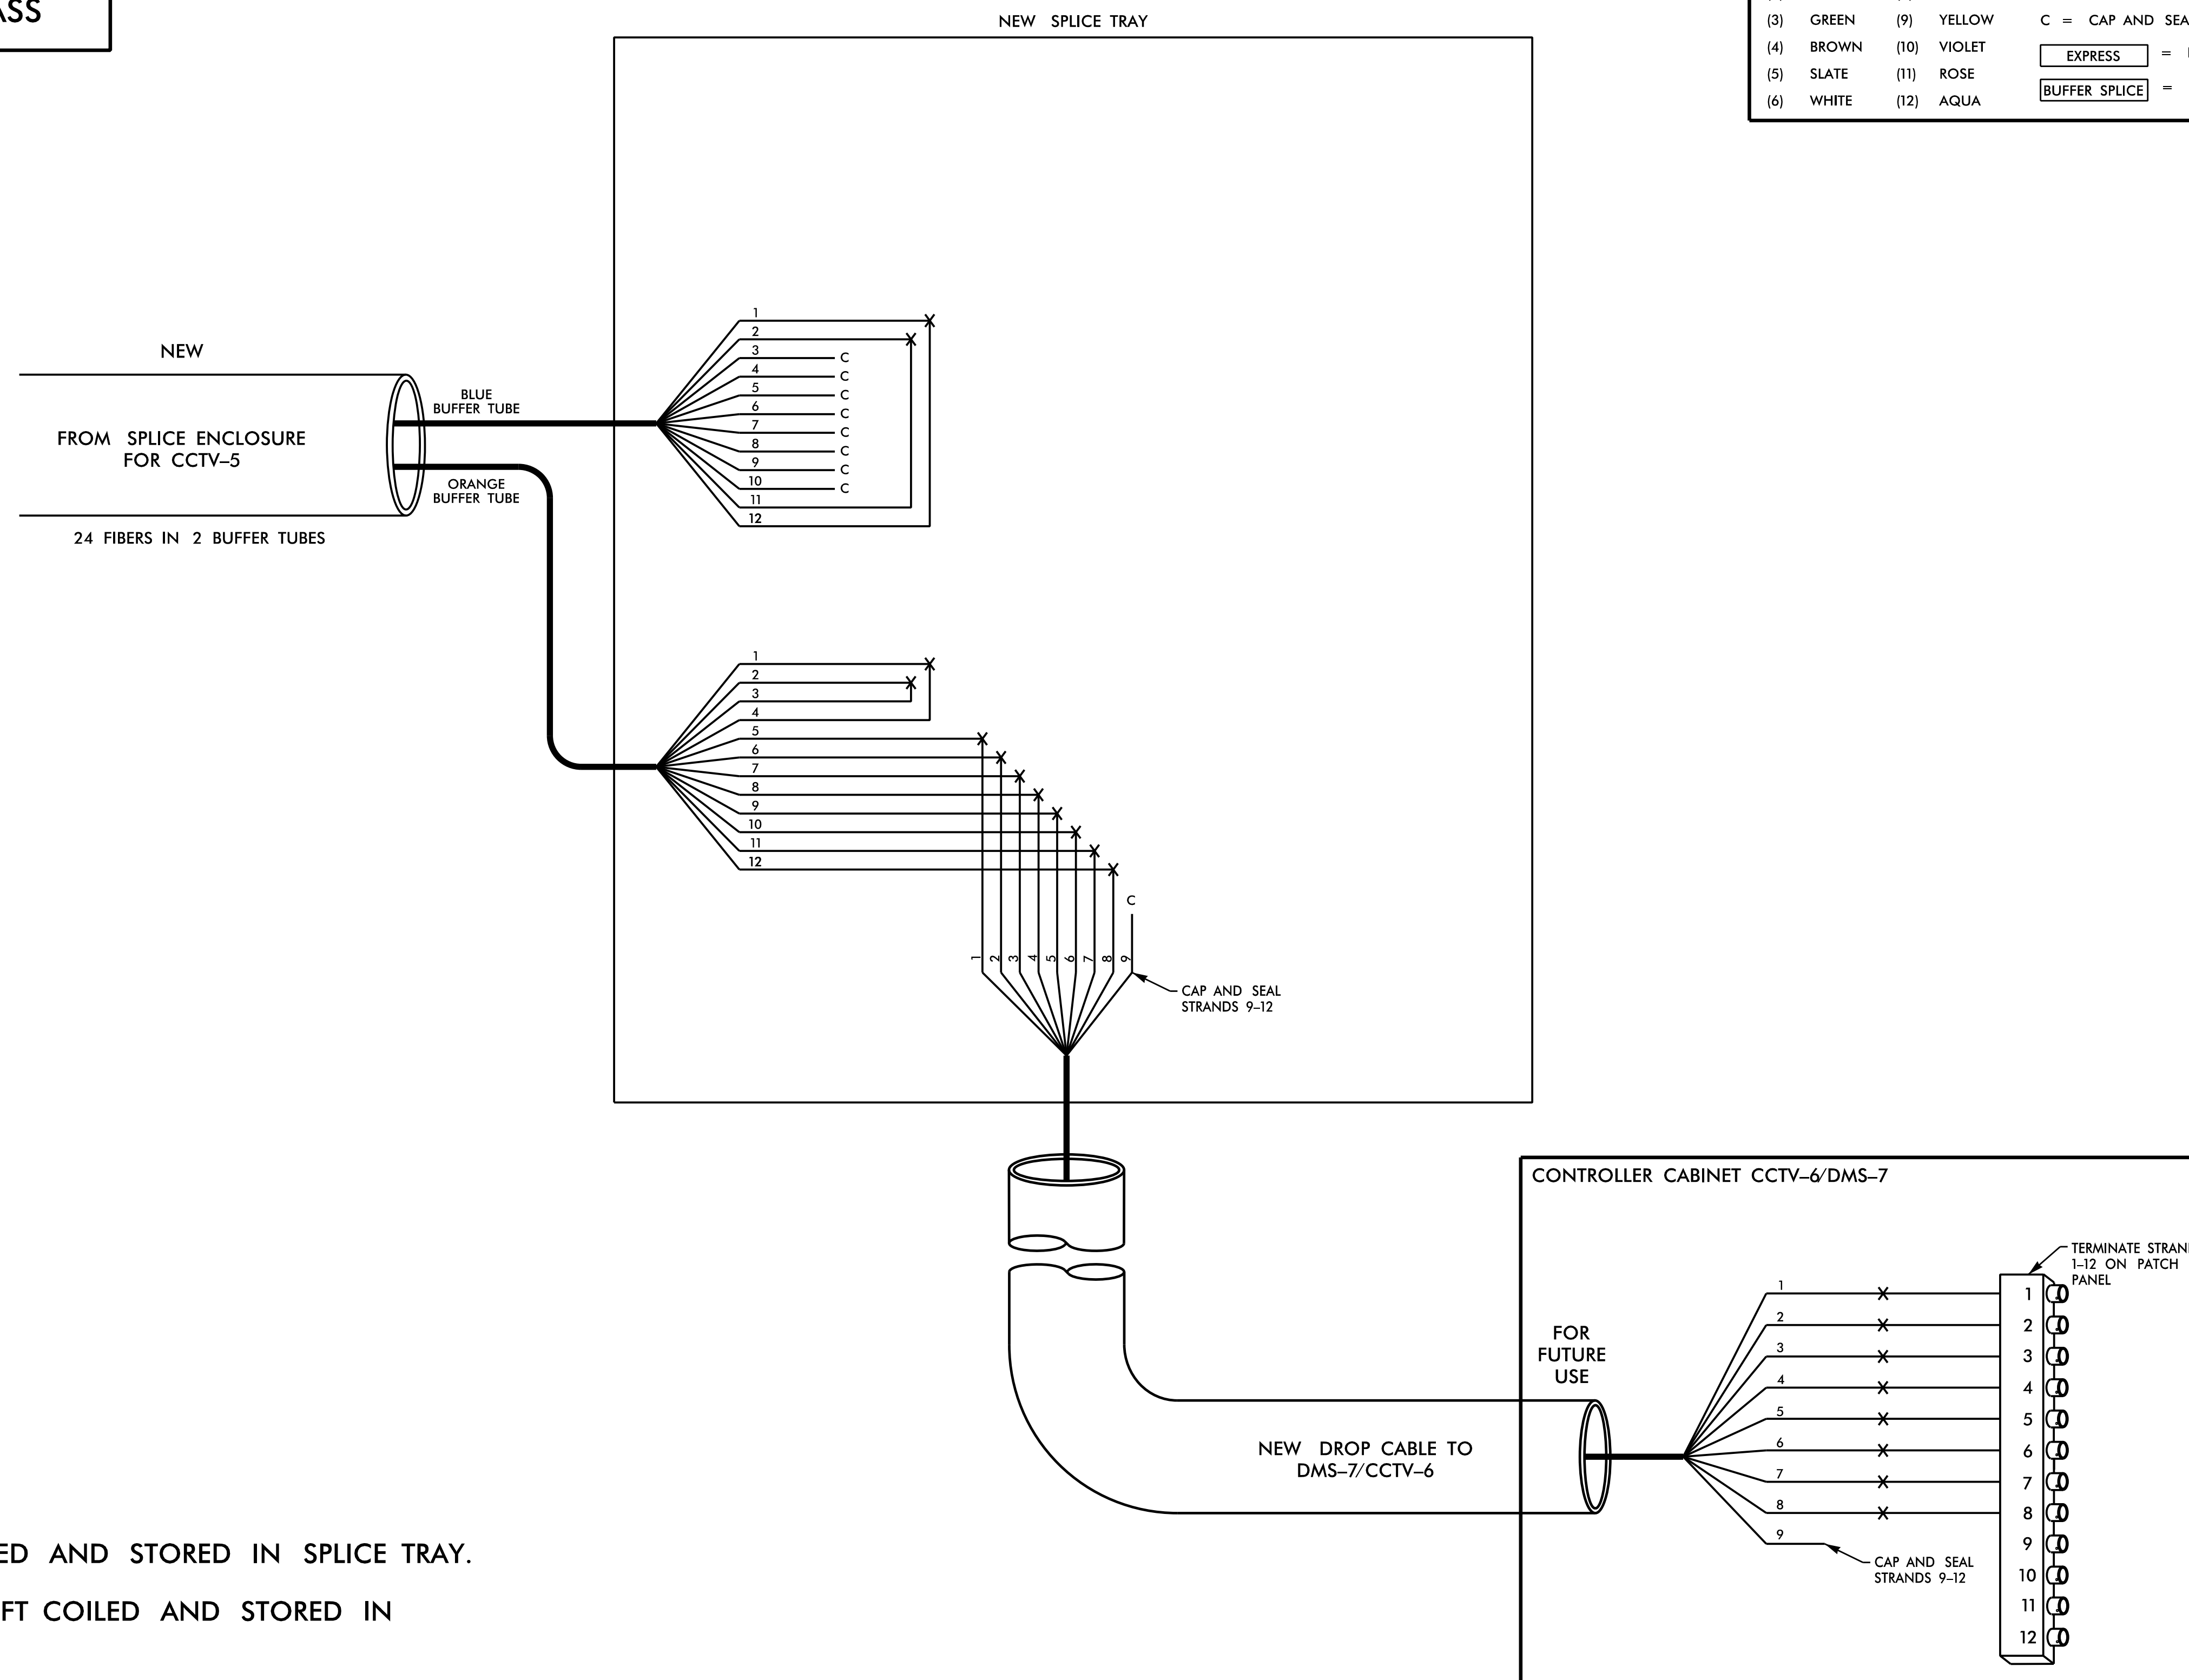 NEW SPLICE TRAY
(3) GREEN (9) YELLOW C = CAP AND
(4) BROWN (10) VIOLET
EXPRESS =
(5) SLATE (11) ROSE
BUFFER SPLICE =
(6) WHITE (12) AQUA
NEW
FROM SPLICE ENCLOSURE
FOR CCTV-5
24 FIBERS IN 2 BUFFER TUBES
BLUE
BUFFER TUBE
ORANGE
BUFFER TUBE
1
2
3 C
4 C
5 C
6 C
7 C
8 C
9 C
10 C
11
12
1
2
3
4
5
6
7
8
9
10
11
12
C
1 2 3 4 5 6 7 8 9
CAP AND SEAL
STRANDS 9-12
CONTROLLER CABINET CCTV-6/DMS-7
TERMINATE
1-12 ON PATCH
PANEL
FOR
FUTURE
USE
NEW DROP CABLE TO
DMS-7/CCTV-6
1
2
3
4
5
6
7
8
9
CAP AND SEAL
STRANDS 9-12
1
2
3
4
5
6
7
8
9
10
11
12
AND STORED IN SPLICE TRAY.
FT COILED AND STORED IN